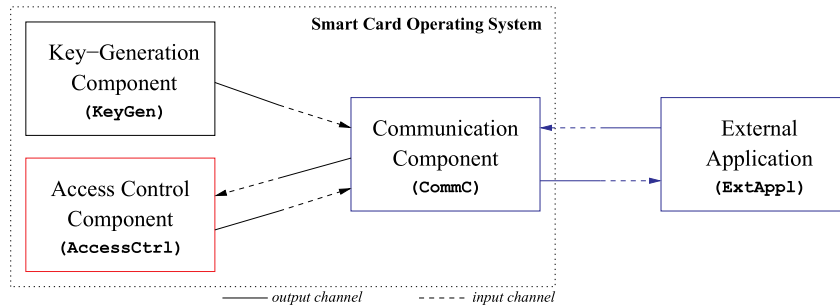 Smart Card Operating System
Key−Generation
Component
(KeyGen)
Communication
Component
(CommC)
External
Application
(ExtAppl)
Access Control
Component
(AccessCtrl)
output channel
input channel